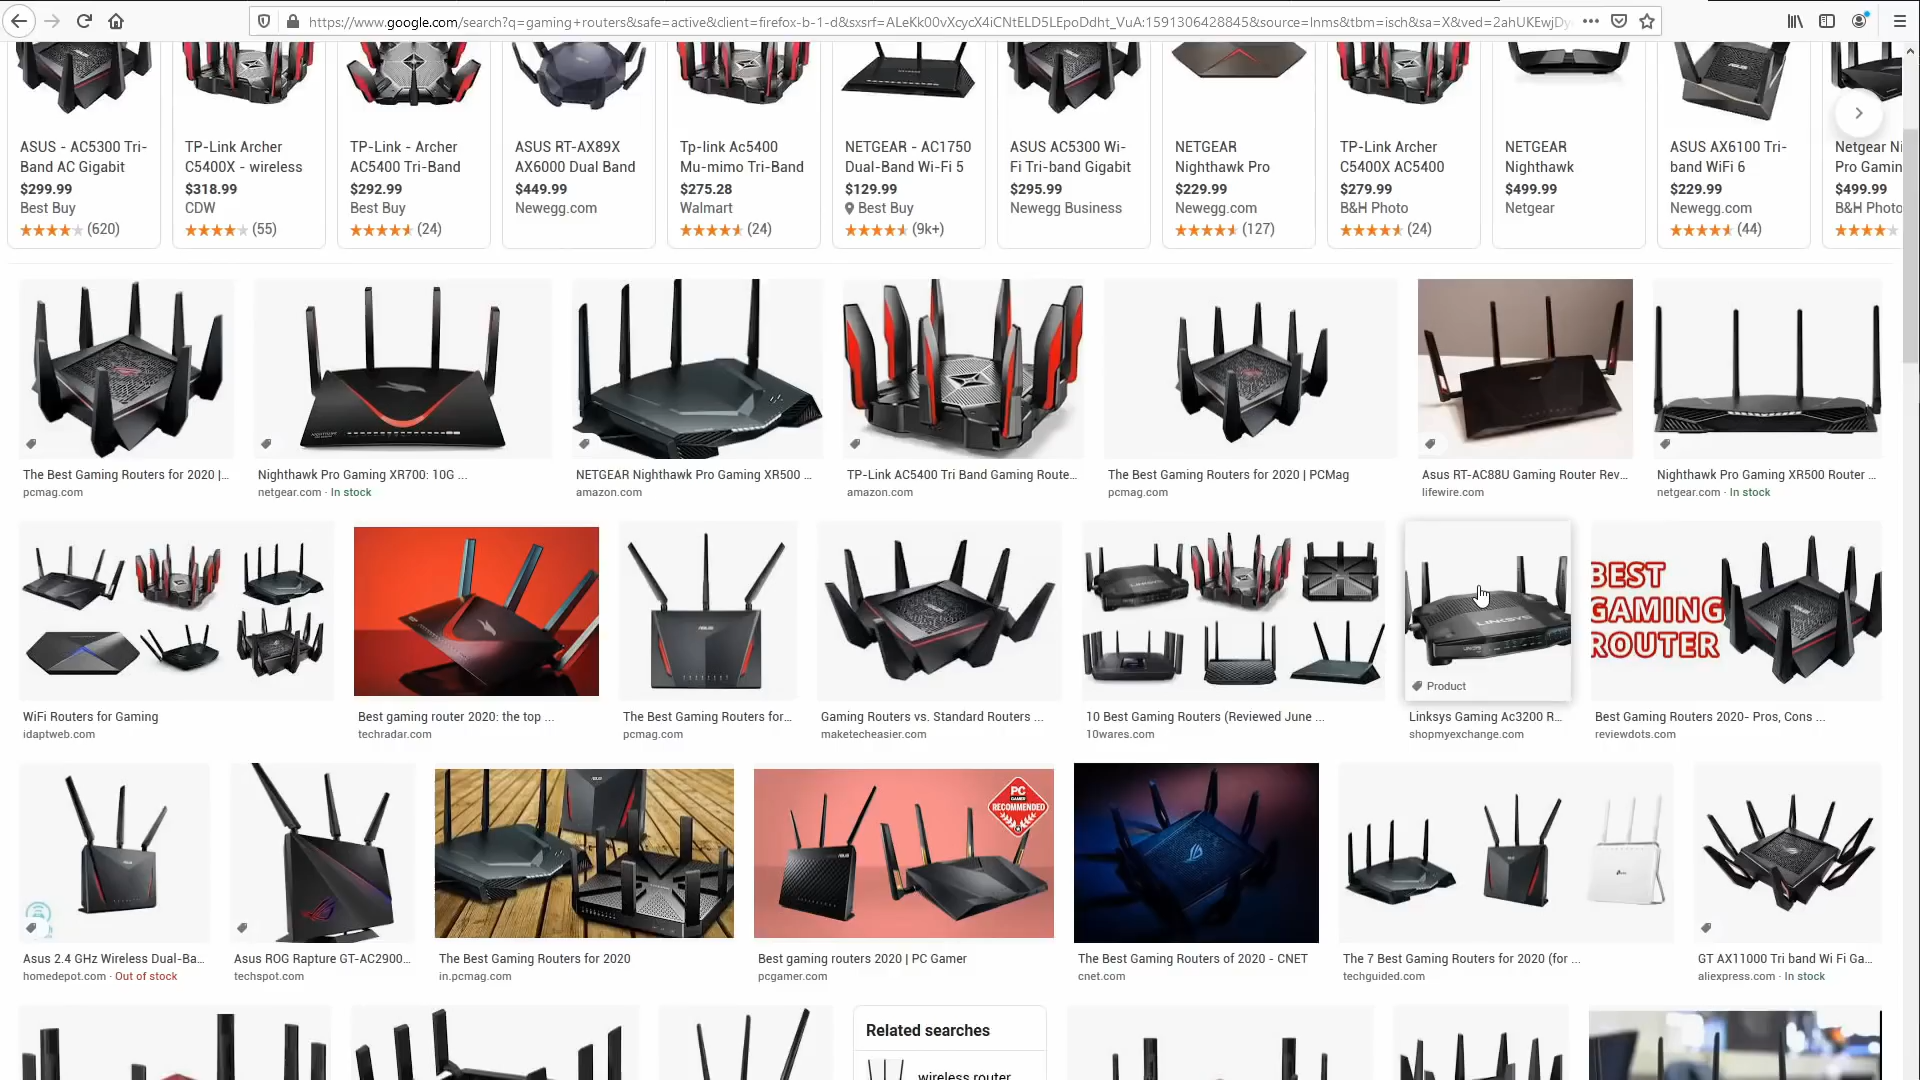 https://www.google.com/search?q=gaming+routers&safe=active&client=firefox-b-1-d&sxsrf=ALeKk00vXcycX4iCNtELD5LEpoDdht_VuA:1591306428845&source=lnms&tbm=isch&sa=X&ved=2ahUKEwjDy
ASUS - AC5300 Tri-
Band AC Gigabit
$299.99
Best Buy
(620)
TP-Link Archer
C5400X - wireless
$318.99
CDW
(55)
TP-Link - Archer
AC5400 Tri-Band
$292.99
Best Buy
(24)
ASUS RT-AX89X
AX6000 Dual Band
$449.99
Newegg.com
Tp-link Ac5400
Mu-mimo Tri-Band
$275.28
Walmart
(24)
NETGEAR - AC1750
Dual-Band Wi-Fi 5
$129.99
Best Buy
(9k+)
ASUS AC5300 Wi-
Fi Tri-band Gigabit
$295.99
Newegg Business
NETGEAR
Nighthawk Pro
$229.99
Newegg.com
(127)
TP-Link Archer
C5400X AC5400
$279.99
B&H Photo
(24)
NETGEAR
Nighthawk
$499.99
Netgear
ASUS AX6100 Tri-
band WiFi 6
$229.99
Newegg.com
(44)
Netgear Ni
Pro Gamin
$499.99
B&H Photo
The Best Gaming Routers for 2020 |...
pcmag.com
Nighthawk Pro Gaming XR700: 10G ...
netgear.com · In stock
NETGEAR Nighthawk Pro Gaming XR500 ...
amazon.com
TP-Link AC5400 Tri Band Gaming Route...
amazon.com
The Best Gaming Routers for 2020 | PCMag
pcmag.com
Asus RT-AC88U Gaming Router Rev...
lifewire.com
Nighthawk Pro Gaming XR500 Router ...
netgear.com · In stock
LINKSYS
Product
BEST
GAMING
ROUTER
WiFi Routers for Gaming
idaptweb.com
Best gaming router 2020: the top ...
techradar.com
The Best Gaming Routers for...
pcmag.com
Gaming Routers vs. Standard Routers ...
maketecheasier.com
10 Best Gaming Routers (Reviewed June ...
10wares.com
Linksys Gaming Ac3200 R...
shopmyexchange.com
Best Gaming Routers 2020- Pros, Cons ...
reviewdots.com
PC
GAMER
RECOMMENDED
Asus 2.4 GHz Wireless Dual-Ba...
homedepot.com · Out of stock
Asus ROG Rapture GT-AC2900...
techspot.com
The Best Gaming Routers for 2020
in.pcmag.com
Best gaming routers 2020 | PC Gamer
pcgamer.com
The Best Gaming Routers of 2020 - CNET
cnet.com
The 7 Best Gaming Routers for 2020 (for ...
techguided.com
GT AX11000 Tri band Wi Fi Ga...
aliexpress.com · In stock
Related searches
wireless router